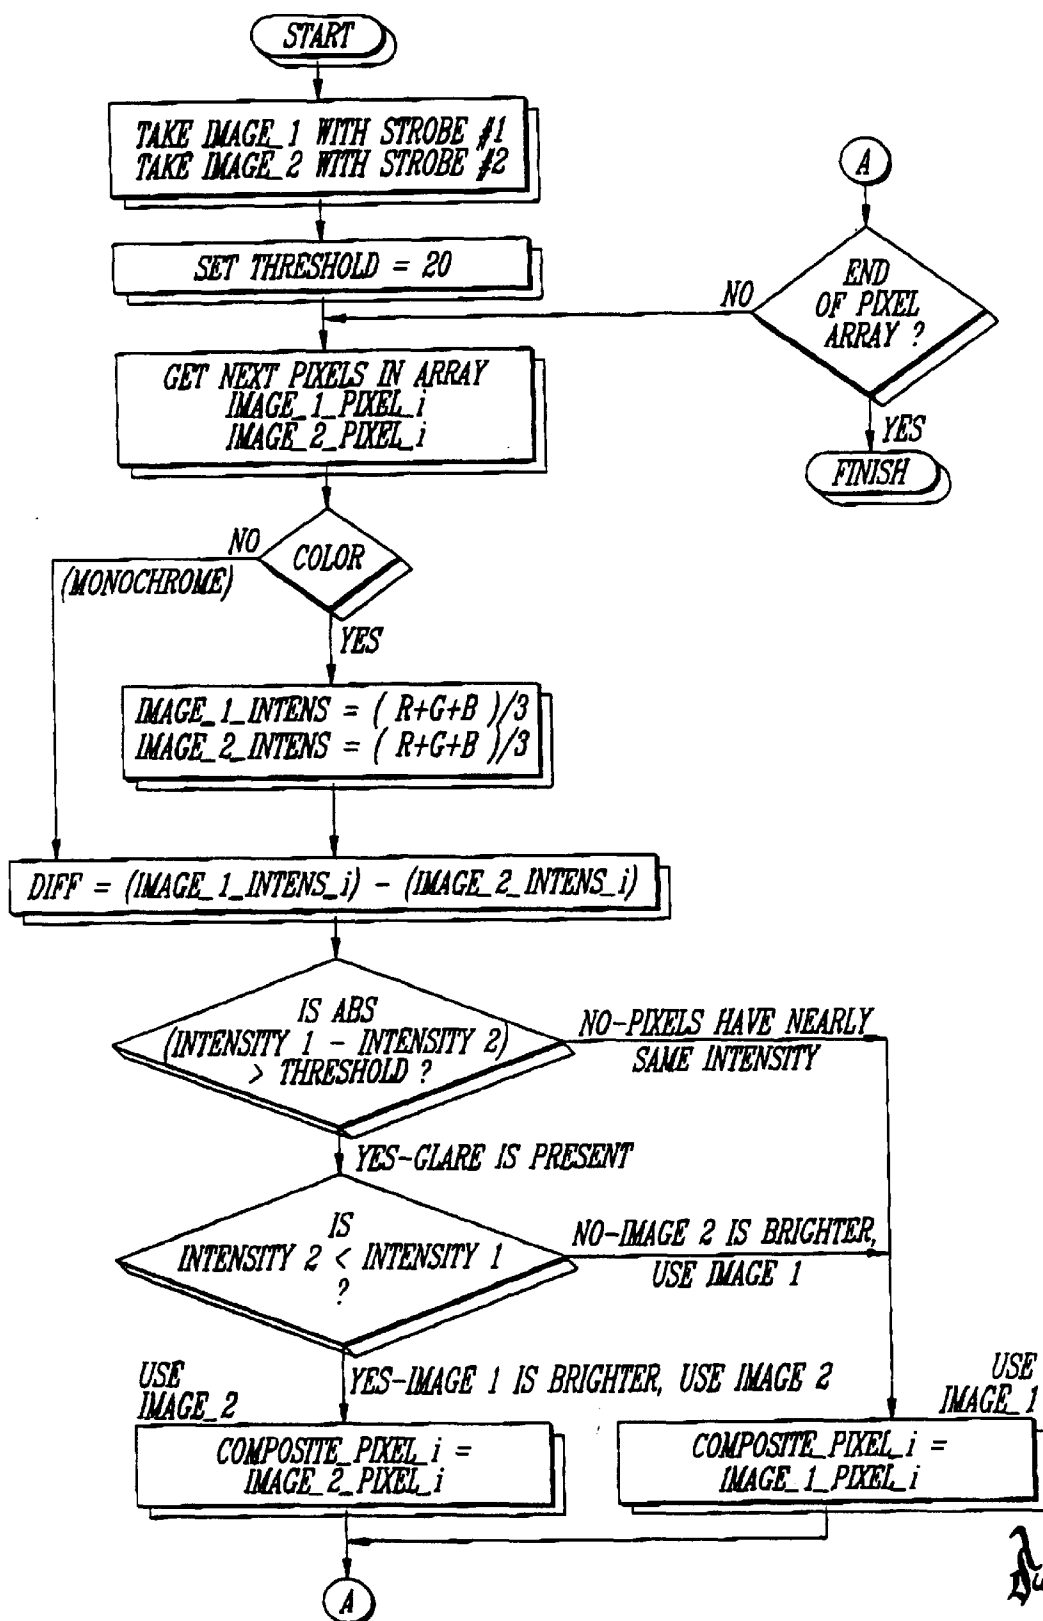 START
TAKE IMAGE_1 WITH STROBE #1
TAKE IMAGE_2 WITH STROBE #2
SET THRESHOLD = 20
GET NEXT PIXELS IN ARRAY
IMAGE_1_PIXEL_i
IMAGE_2_PIXEL_i
A
END
OF PIXEL
ARRAY ?
NO
YES
FINISH
COLOR
NO
(MONOCHROME)
YES
IMAGE_1_INTENS = ( R+G+B )/3
IMAGE_2_INTENS = ( R+G+B )/3
DIFF = (IMAGE_1_INTENS_i) - (IMAGE_2_INTENS_i)
IS ABS
(INTENSITY 1 - INTENSITY 2)
> THRESHOLD ?
NO-PIXELS HAVE NEARLY
SAME INTENSITY
YES-GLARE IS PRESENT
IS
INTENSITY 2 < INTENSITY 1
?
NO-IMAGE 2 IS BRIGHTER,
USE IMAGE 1
YES-IMAGE 1 IS BRIGHTER, USE IMAGE 2
USE
IMAGE_2
COMPOSITE_PIXEL_i =
IMAGE_2_PIXEL_i
USE
IMAGE_1
COMPOSITE_PIXEL_i =
IMAGE_1_PIXEL_i
A